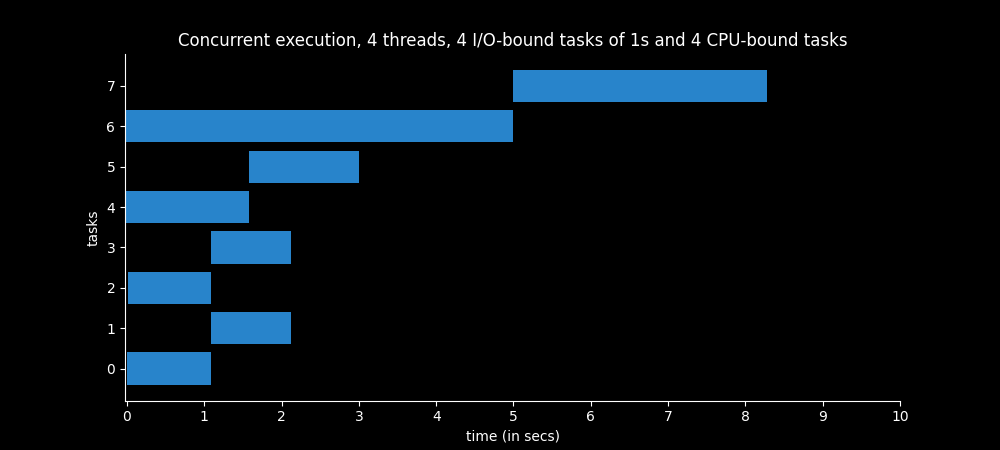 Concurrent execution, 4 threads, 4 I/O-bound tasks of 1s and 4 CPU-bound tasks
7
6
5
4
3
2
1
0
tasks
0 1 2 3 4 5 6 7 8 9 10
time (in secs)